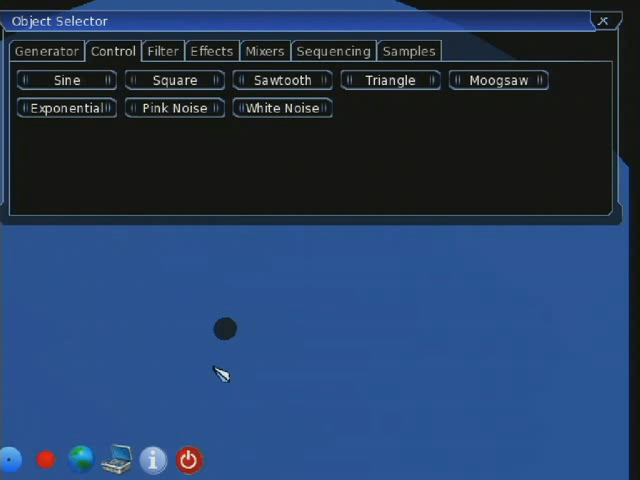 Object Selector
Generator Control Filter Effects Mixers Sequencing Samples
Sine Square Sawtooth Triangle Moogsaw
Exponential Pink Noise White Noise